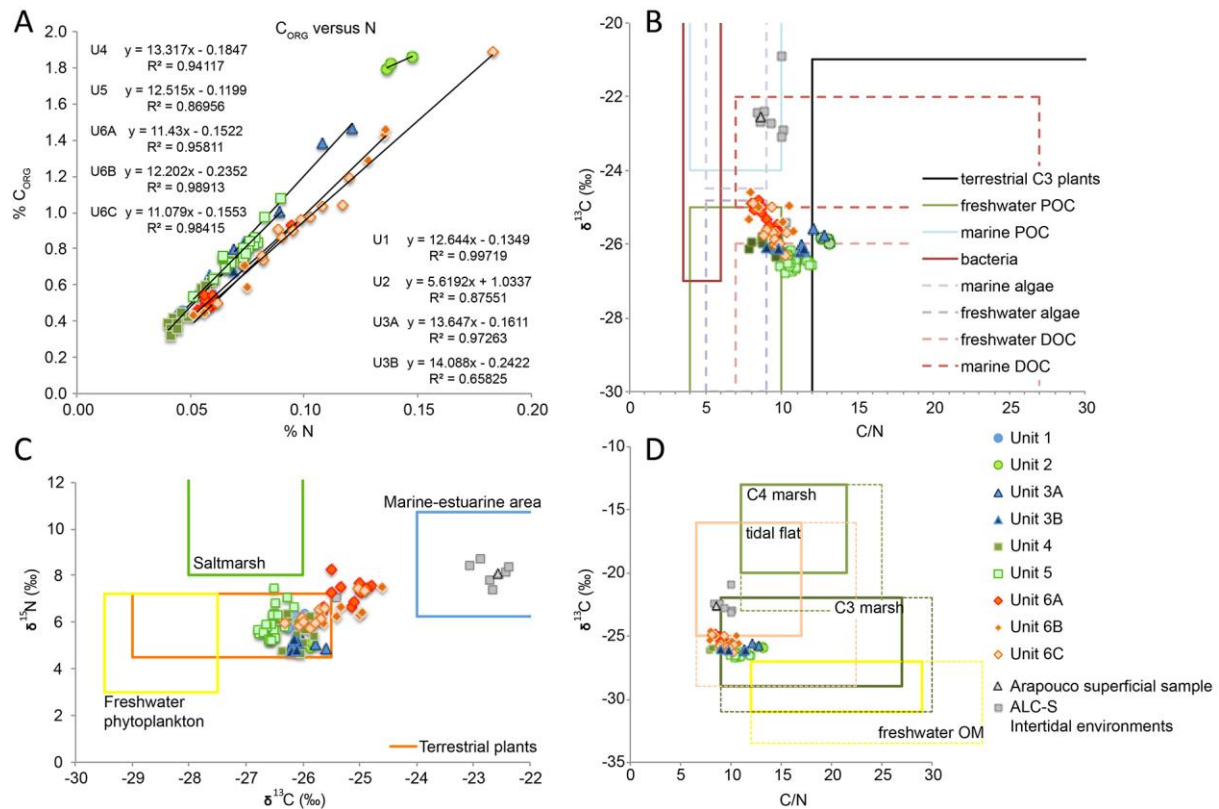 A
C_ORG versus N
U4 y = 13.317x - 0.1847
R² = 0.94117
U5 y = 12.515x - 0.1199
R² = 0.86956
U6A y = 11.43x - 0.1522
R² = 0.95811
U6B y = 12.202x - 0.2352
R² = 0.98913
U6C y = 11.079x - 0.1553
R² = 0.98415
U1 y = 12.644x - 0.1349
R² = 0.99719
U2 y = 5.6192x + 1.0337
R² = 0.87551
U3A y = 13.647x - 0.1611
R² = 0.97263
U3B y = 14.088x - 0.2422
R² = 0.65825
% C_ORG
2.0
1.8
1.6
1.4
1.2
1.0
0.8
0.6
0.4
0.2
0.0
0.00 0.05 0.10 0.15 0.20
% N
B
δ¹³C (‰)
-20
-22
-24
-26
-28
-30
0 5 10 15 20 25 30
C/N
terrestrial C3 plants
freshwater POC
marine POC
bacteria
marine algae
freshwater algae
freshwater DOC
marine DOC
C
δ¹⁵N (‰)
12
10
8
6
4
2
0
-30 -29 -28 -27 -26 -25 -24 -23 -22
δ¹³C (‰)
Marine-estuarine area
Saltmarsh
Freshwater
phytoplankton
Terrestrial plants
D
δ¹³C (‰)
-10
-15
-20
-25
-30
-35
0 5 10 15 20 25 30
C/N
C4 marsh
tidal flat
C3 marsh
freshwater OM
Unit 1
Unit 2
Unit 3A
Unit 3B
Unit 4
Unit 5
Unit 6A
Unit 6B
Unit 6C
Arapouco superficial sample
ALC-S
Intertidal environments